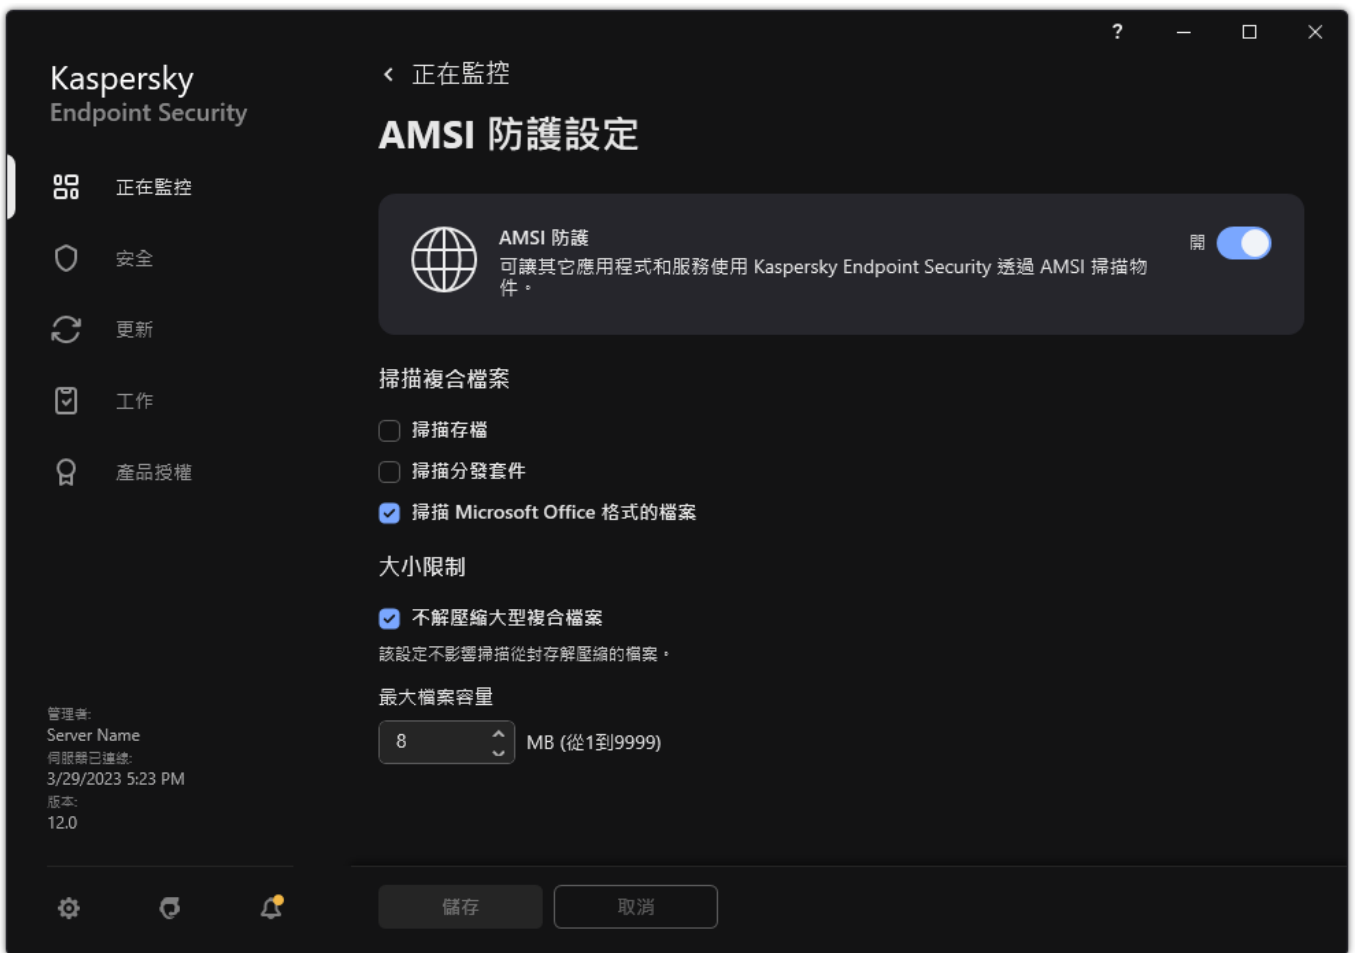 ?
Kaspersky
Endpoint Security
正在監控
安全
更新
工作
產品授權
管理者:
Server Name
伺服器已連線:
3/29/2023 5:23 PM
版本:
12.0
正在監控
AMSI 防護設定
AMSI 防護
可讓其它應用程式和服務使用 Kaspersky Endpoint Security 透過 AMSI 掃描物
件。
開
掃描複合檔案
掃描存檔
掃描分發套件
掃描 Microsoft Office 格式的檔案
大小限制
不解壓縮大型複合檔案
該設定不影響掃描從封存解壓縮的檔案。
最大檔案容量
8
MB (從1到9999)
儲存
取消